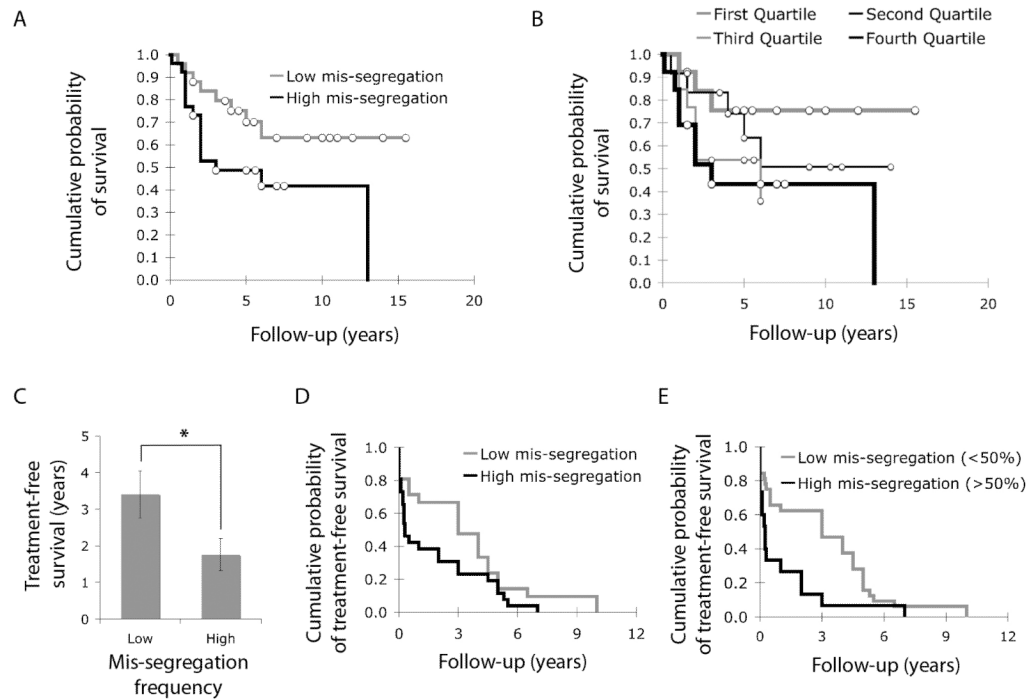 A
Cumulative probability
of survival
1.0
0.9
0.8
0.7
0.6
0.5
0.4
0.3
0.2
0.1
0.0
Low mis-segregation
High mis-segregation
0 5 10 15 20
Follow-up (years)
B
First Quartile Second Quartile
Third Quartile Fourth Quartile
Cumulative probability
of survival
1.0
0.9
0.8
0.7
0.6
0.5
0.4
0.3
0.2
0.1
0.0
0 5 10 15 20
Follow-up (years)
C
Treatment-free
survival (years)
5
4
3
2
1
0
*
Low High
Mis-segregation
frequency
D
Cumulative probability
of treatment-free survival
1.0
0.8
0.6
0.4
0.2
0.0
Low mis-segregation
High mis-segregation
0 3 6 9 12
Follow-up (years)
E
Cumulative probability
of treatment-free survival
1.0
0.8
0.6
0.4
0.2
0.0
Low mis-segregation (<50%)
High mis-segregation (>50%)
0 3 6 9 12
Follow-up (years)